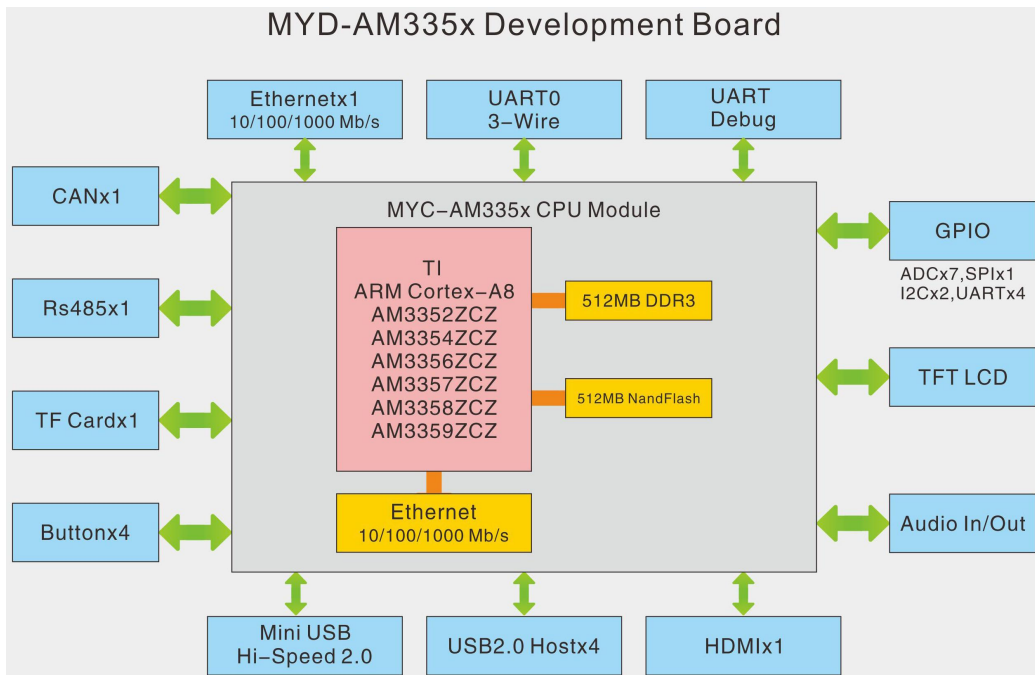 MYD-AM335x Development Board
Ethernetx1
10/100/1000 Mb/s
UART0
3-Wire
UART
Debug
CANx1
Rs485x1
TF Cardx1
Buttonx4
MYC-AM335x CPU Module
TI
ARM Cortex-A8
AM3352ZCZ
AM3354ZCZ
AM3356ZCZ
AM3357ZCZ
AM3358ZCZ
AM3359ZCZ
512MB DDR3
512MB NandFlash
Ethernet
10/100/1000 Mb/s
GPIO
ADCx7,SPIx1
I2Cx2,UARTx4
TFT LCD
Audio In/Out
Mini USB
Hi-Speed 2.0
USB2.0 Hostx4
HDMIx1